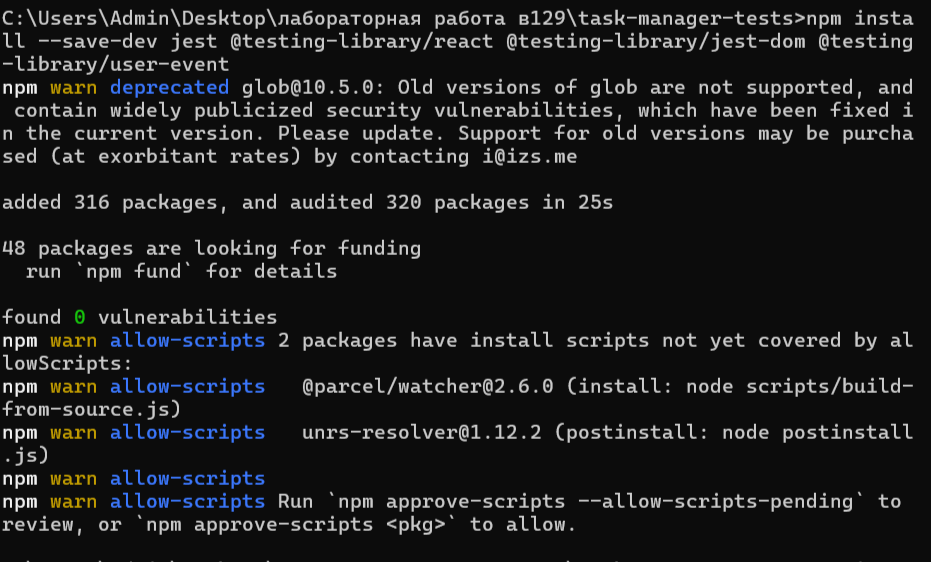 C:\Users\Admin\Desktop\лабораторная работа в129\task-manager-tests>npm insta
ll --save-dev jest @testing-library/react @testing-library/jest-dom @testing
-library/user-event
npm warn deprecated glob@10.5.0: Old versions of glob are not supported, and
 contain widely publicized security vulnerabilities, which have been fixed i
n the current version. Please update. Support for old versions may be purcha
sed (at exorbitant rates) by contacting i@izs.me
added 316 packages, and audited 320 packages in 25s
48 packages are looking for funding
  run `npm fund` for details
found 0 vulnerabilities
npm warn allow-scripts 2 packages have install scripts not yet covered by al
lowScripts:
npm warn allow-scripts   @parcel/watcher@2.6.0 (install: node scripts/build-
from-source.js)
npm warn allow-scripts   unrs-resolver@1.12.2 (postinstall: node postinstall
.js)
npm warn allow-scripts
npm warn allow-scripts Run `npm approve-scripts --allow-scripts-pending` to
review, or `npm approve-scripts <pkg>` to allow.